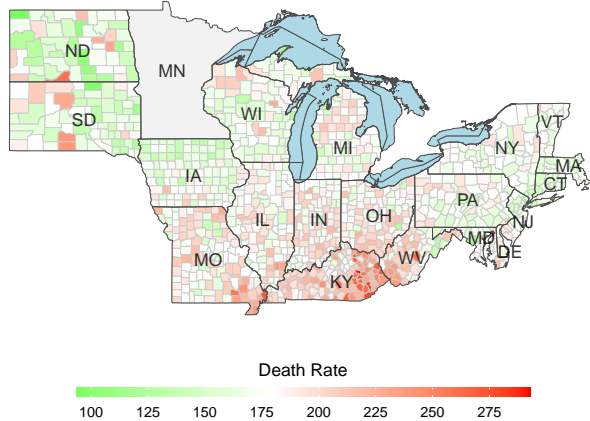 ND
MN
SD
WI
MI
NY
VT
MA
CT
IA
PA
IL
IN
OH
NJ
MD
DE
MO
WV
KY
Death Rate
100 125 150 175 200 225 250 275